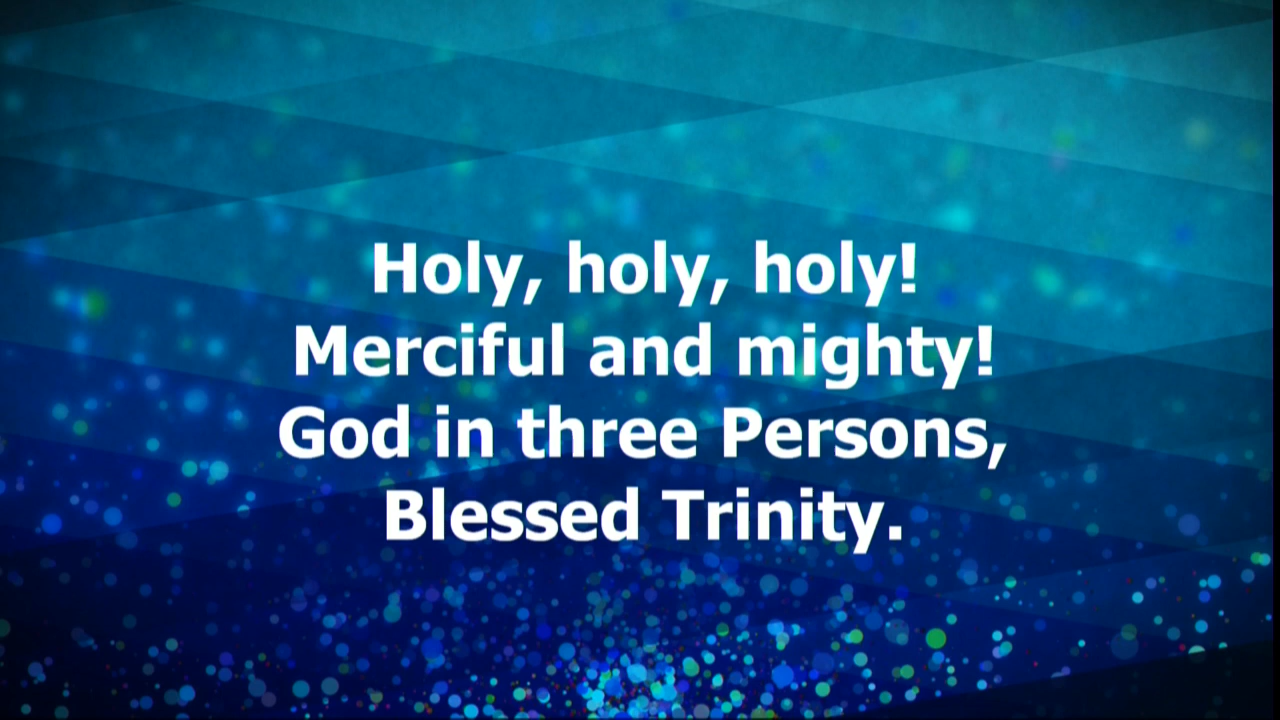 Holy, holy, holy!
Merciful and mighty!
God in three Persons,
Blessed Trinity.